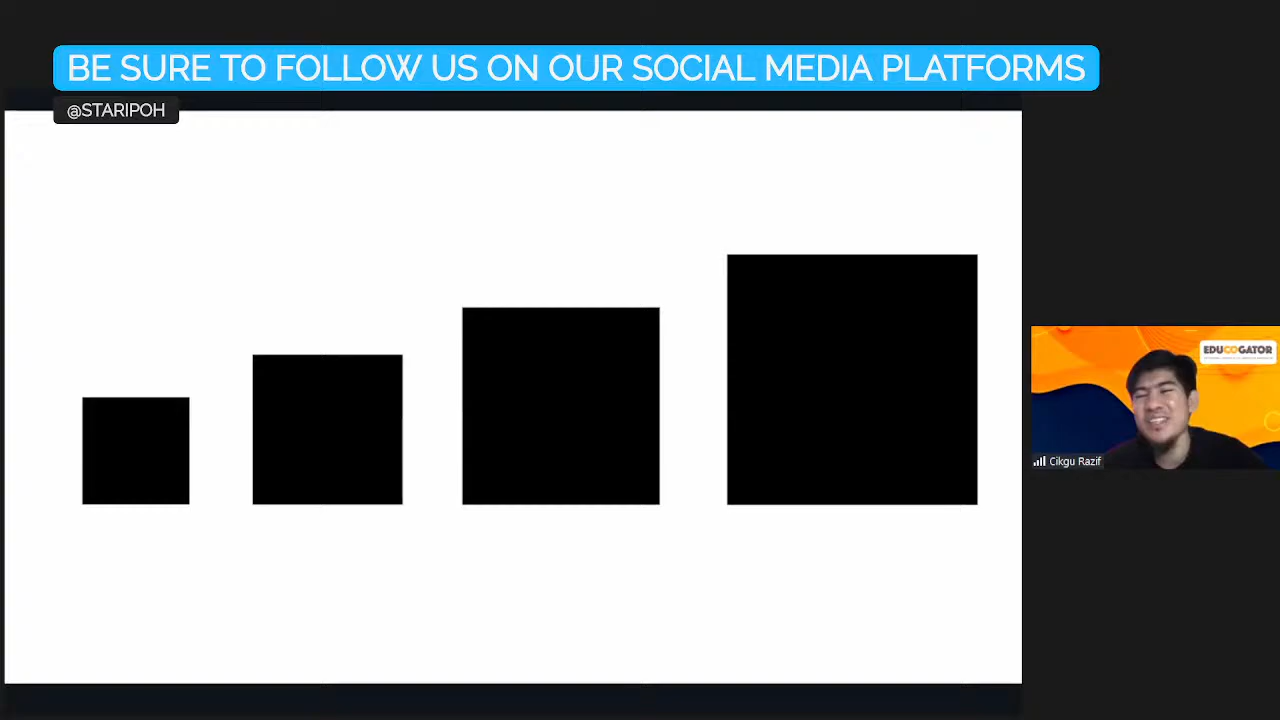 BE SURE TO FOLLOW US ON OUR SOCIAL MEDIA PLATFORMS
@STARIPOH
EDUCOGATOR
Cikgu Razif